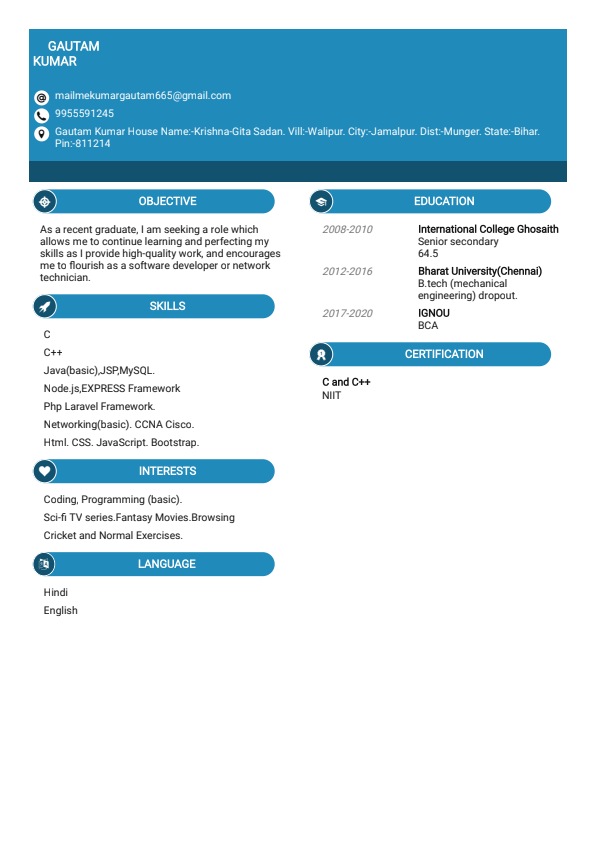 GAUTAM
KUMAR
mailmekumargautam665@gmail.com
9955591245
Gautam Kumar House Name:-Krishna-Gita Sadan. Vill:-Walipur. City:-Jamalpur. Dist:-Munger. State:-Bihar.
Pin:-811214
OBJECTIVE
As a recent graduate, I am seeking a role which
allows me to continue learning and perfecting my
skills as I provide high-quality work, and encourages
me to flourish as a software developer or network
technician.
SKILLS
C
C++
Java(basic),JSP,MySQL.
Node.js,EXPRESS Framework
Php Laravel Framework.
Networking(basic). CCNA Cisco.
Html. CSS. JavaScript. Bootstrap.
INTERESTS
Coding, Programming (basic).
Sci-fi TV series.Fantasy Movies.Browsing
Cricket and Normal Exercises.
LANGUAGE
Hindi
English
EDUCATION
2008-2010 International College Ghosaith
Senior secondary
64.5
2012-2016 Bharat University(Chennai)
B.tech (mechanical
engineering) dropout.
2017-2020 IGNOU
BCA
CERTIFICATION
C and C++
NIIT